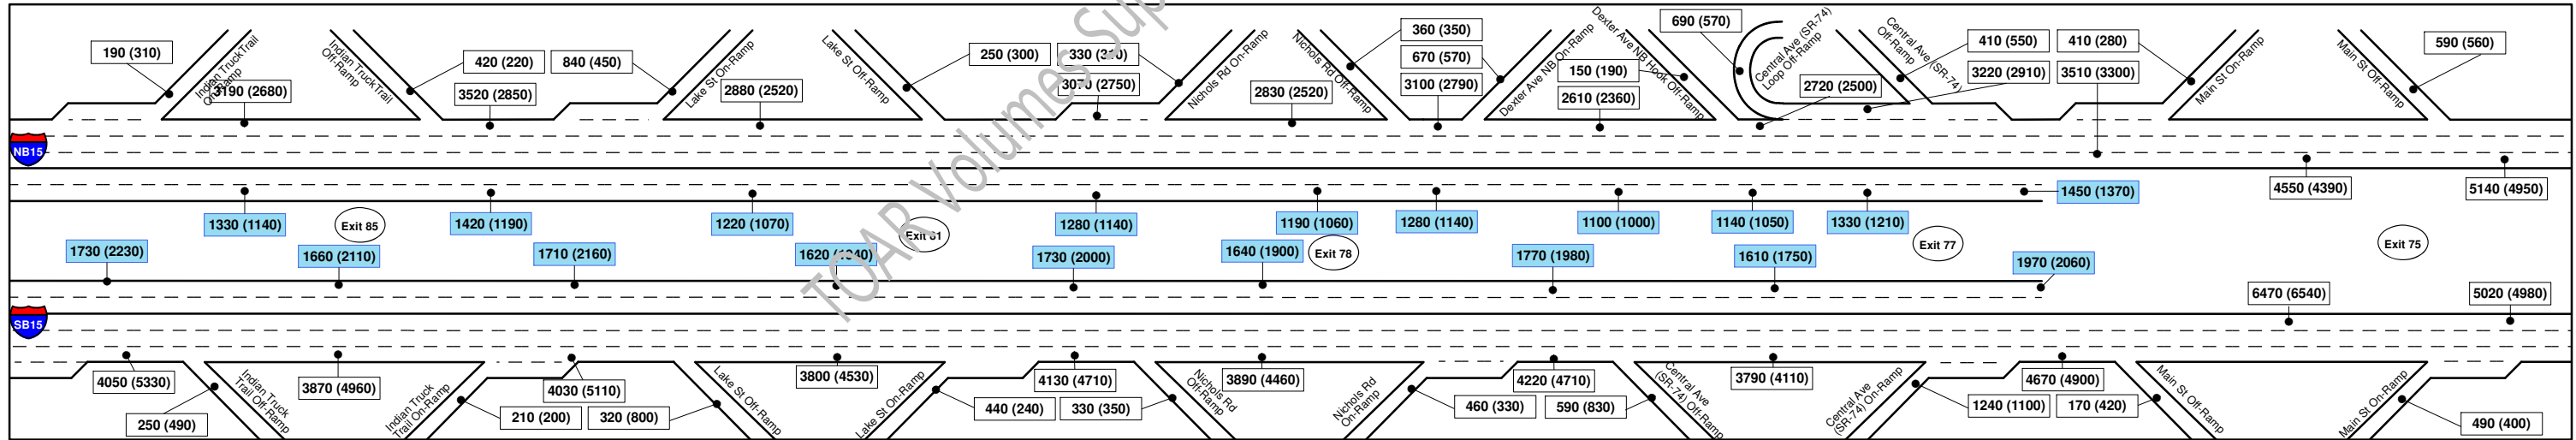 190 (310)
Indian Truck Trail
On-Ramp
3190 (2680)
Indian Truck Trail
Off-Ramp
420 (220)
840 (450)
3520 (2850)
Lake St On-Ramp
2880 (2520)
Lake St Off-Ramp
250 (300)
330 (310)
3070 (2750)
Nichols Rd On-Ramp
2830 (2520)
Nichols Rd Off-Ramp
360 (350)
670 (570)
3100 (2790)
Dexter Ave NB On-Ramp
150 (190)
2610 (2360)
Dexter Ave NB Hook Off-Ramp
690 (570)
Central Ave (SR-74)
Loop Off-Ramp
2720 (2500)
Central Ave (SR-74)
Off-Ramp
410 (550)
410 (280)
3220 (2910)
3510 (3300)
Main St On-Ramp
Main St Off-Ramp
590 (560)
NB15
1330 (1140)
Exit 85
1420 (1190)
1220 (1070)
Exit 81
1280 (1140)
1190 (1060)
1280 (1140)
1100 (1000)
1140 (1050)
1330 (1210)
1450 (1370)
4550 (4390)
5140 (4950)
1730 (2230)
1660 (2110)
1710 (2160)
1730 (2000)
1640 (1900)
Exit 78
1770 (1980)
1610 (1750)
Exit 77
1970 (2060)
Exit 75
6470 (6540)
5020 (4980)
SB15
4050 (5330)
250 (490)
Indian Truck
Trail Off-Ramp
3870 (4960)
Indian Truck
Trail On-Ramp
4030 (5110)
210 (200)
320 (800)
Lake St Off-Ramp
3800 (4530)
Lake St On-Ramp
4130 (4710)
440 (240)
330 (350)
Nichols Rd
Off-Ramp
3890 (4460)
Nichols Rd
On-Ramp
4220 (4710)
460 (330)
590 (830)
Central Ave
(SR-74) Off-Ramp
3790 (4110)
Central Ave
(SR-74) On-Ramp
4670 (4900)
1240 (1100)
170 (420)
Main St Off-Ramp
Main St On-Ramp
490 (400)
TOAR Volumes